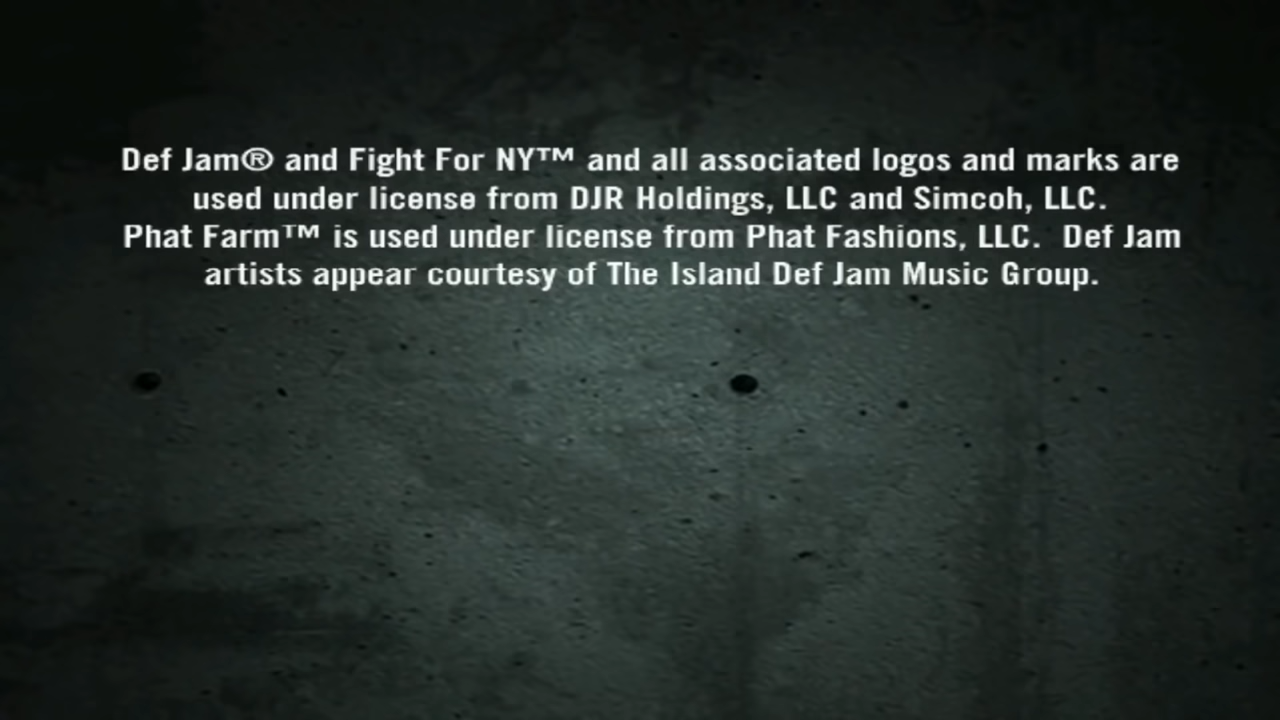 Def Jam® and Fight For NY™ and all associated logos and marks are
used under license from DJR Holdings, LLC and Simcoh, LLC.
Phat Farm™ is used under license from Phat Fashions, LLC.  Def Jam
artists appear courtesy of The Island Def Jam Music Group.